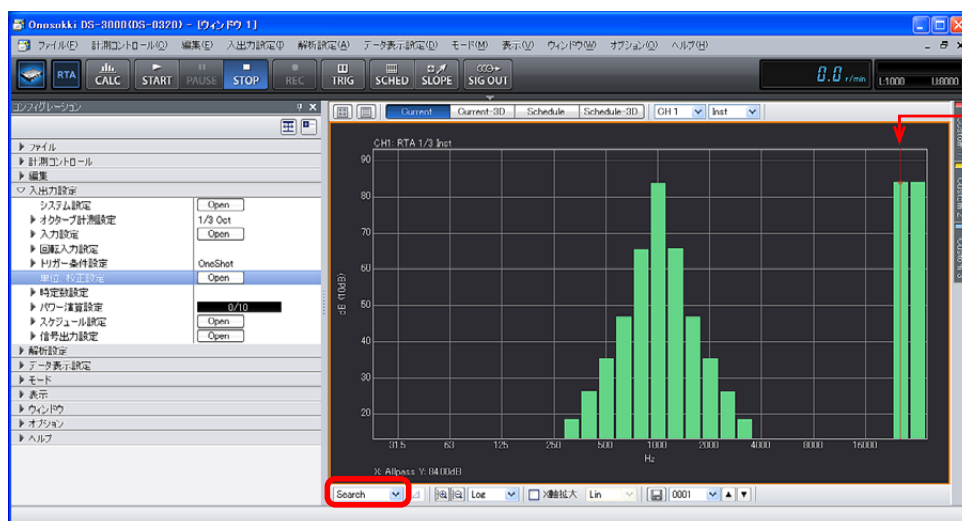 Onosokki DS-3000(DS-0320) - [ウィンドウ 1]
ファイル(F) 計測コントロール(C) 編集(E) 入出力設定(I) 解析設定(A) データ表示設定(D) モード(M) 表示(V) ウィンドウ(W) オプション(O) ヘルプ(H)
RTA CALC START PAUSE STOP REC TRIG SCHED SLOPE SIG OUT 0.0 r/min L:1000 U:8000
コンフィグレーション
Current Current-3D Schedule Schedule-3D CH 1 Inst
ファイル
計測コントロール
編集
入出力設定
システム設定 Open
オクターブ計測設定 1/3 Oct
入力設定 Open
回転入力設定
トリガー条件設定 OneShot
単位 校正設定 Open
時定数設定
パワー演算設定 0/10
スケジュール設定 Open
信号出力設定 Open
解析設定
データ表示設定
モード
表示
ウィンドウ
オプション
ヘルプ
CH1: RTA 1/3 Inst
90
80
70
60
50
40
30
20
dB (10dB)
31.5 63 125 250 500 1000 2000 4000 8000 16000
Hz
X: Allpass Y: 84.00dB
Search Log X軸拡大 Lin 0001
Custom 2
Custom 3